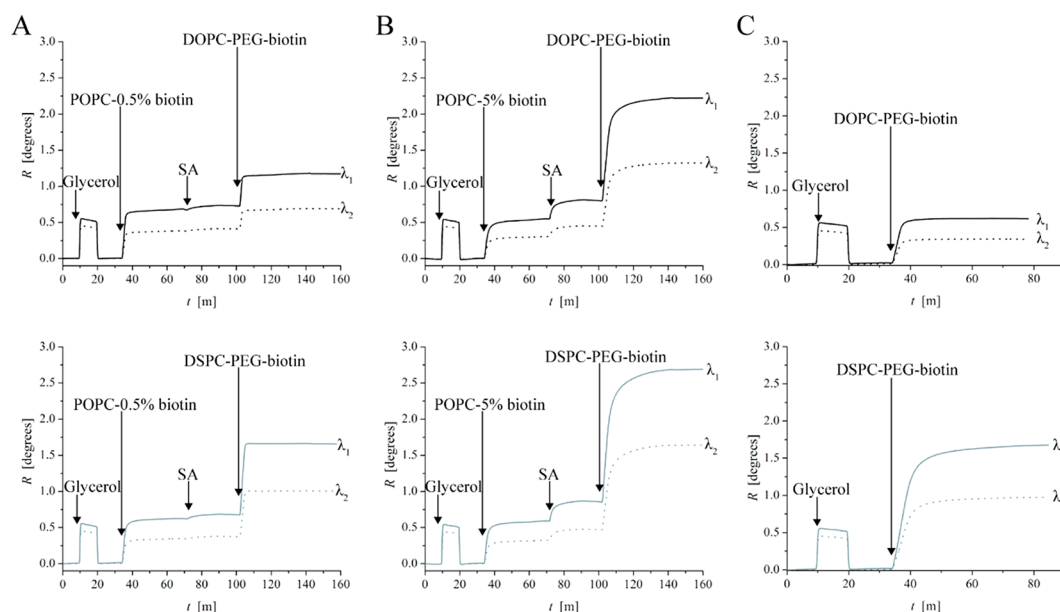 A
3.0
2.5
2.0
1.5
1.0
0.5
0.0
R [degrees]
DOPC-PEG-biotin
POPC-0.5% biotin
SA
Glycerol
λ₁
λ₂
0 20 40 60 80 100 120 140 160
t [m]
B
3.0
2.5
2.0
1.5
1.0
0.5
0.0
R [degrees]
DOPC-PEG-biotin
POPC-5% biotin
SA
Glycerol
λ₁
λ₂
0 20 40 60 80 100 120 140 160
t [m]
C
3.0
2.5
2.0
1.5
1.0
0.5
0.0
R [degrees]
DOPC-PEG-biotin
Glycerol
λ₁
λ₂
0 20 40 60 80
t [m]
3.0
2.5
2.0
1.5
1.0
0.5
0.0
R [degrees]
DSPC-PEG-biotin
POPC-0.5% biotin
SA
Glycerol
λ₁
λ₂
0 20 40 60 80 100 120 140 160
t [m]
3.0
2.5
2.0
1.5
1.0
0.5
0.0
R [degrees]
DSPC-PEG-biotin
POPC-5% biotin
SA
Glycerol
λ₁
λ₂
0 20 40 60 80 100 120 140 160
t [m]
3.0
2.5
2.0
1.5
1.0
0.5
0.0
R [degrees]
DSPC-PEG-biotin
Glycerol
λ
λ
0 20 40 60 80
t [m]